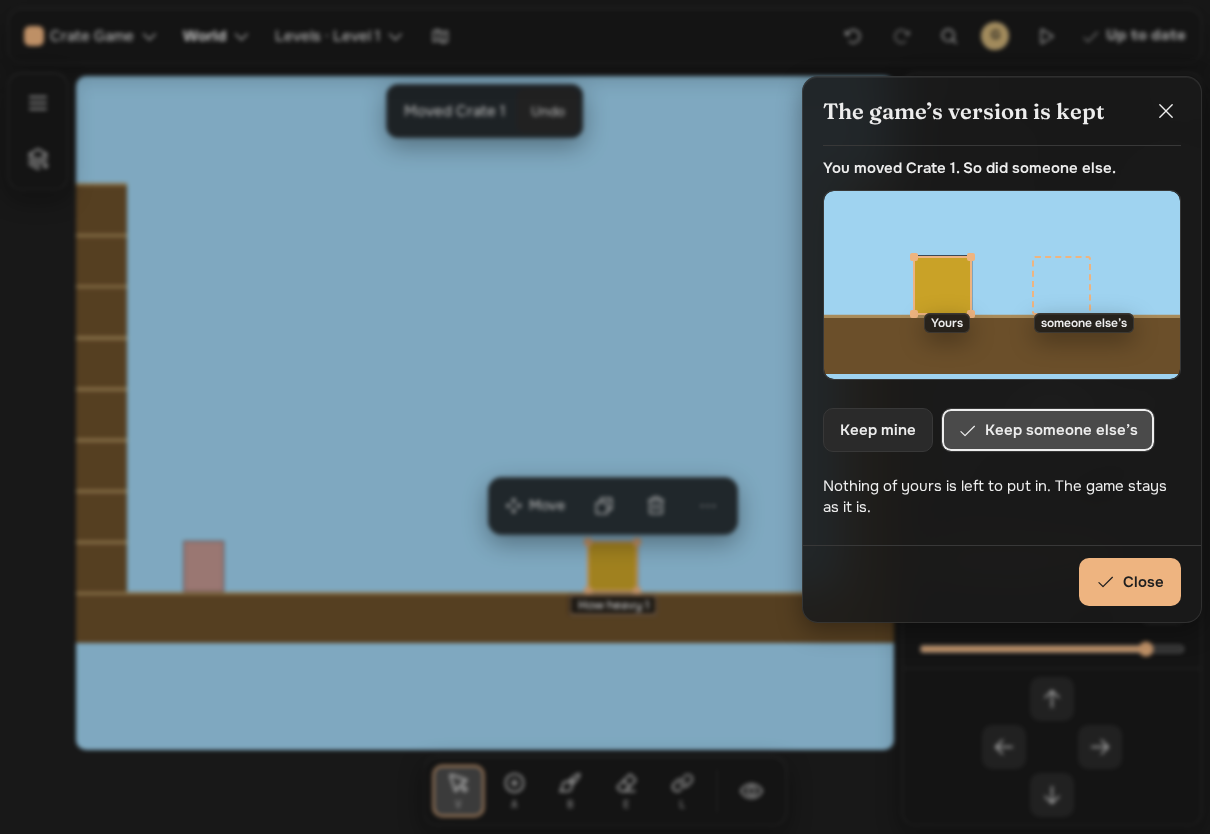 Crate Game
World
Levels · Level 1
Up to date
Moved Crate 1
Undo
The game’s version is kept
You moved Crate 1. So did someone else.
Yours
someone else’s
Keep mine
Keep someone else’s
Nothing of yours is left to put in. The game stays
as it is.
Close
Move
How heavy 1
B
E
L